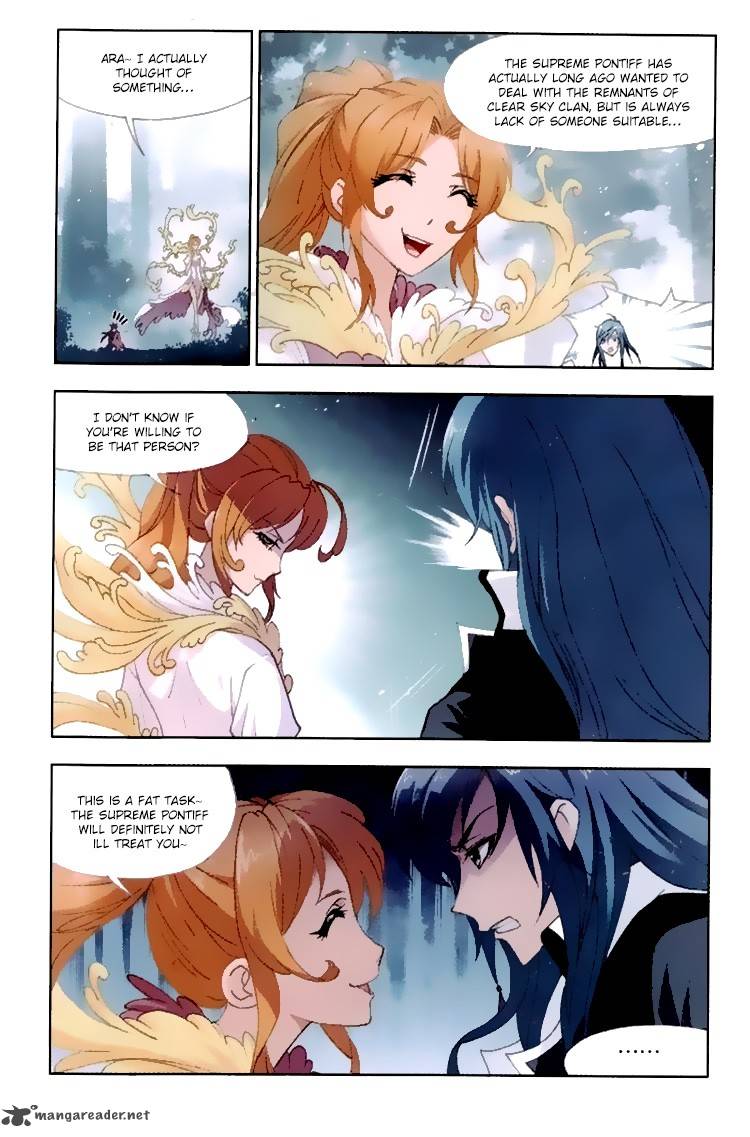 ARA~ I ACTUALLY
THOUGHT OF
SOMETHING...
!!!
THE SUPREME PONTIFF HAS
ACTUALLY LONG AGO WANTED TO
DEAL WITH THE REMNANTS OF
CLEAR SKY CLAN, BUT IS ALWAYS
LACK OF SOMEONE SUITABLE...
I DON'T KNOW IF
YOU'RE WILLING TO
BE THAT PERSON?
THIS IS A FAT TASK~
THE SUPREME PONTIFF
WILL DEFINITELY NOT
ILL TREAT YOU~
......
mangareader.net